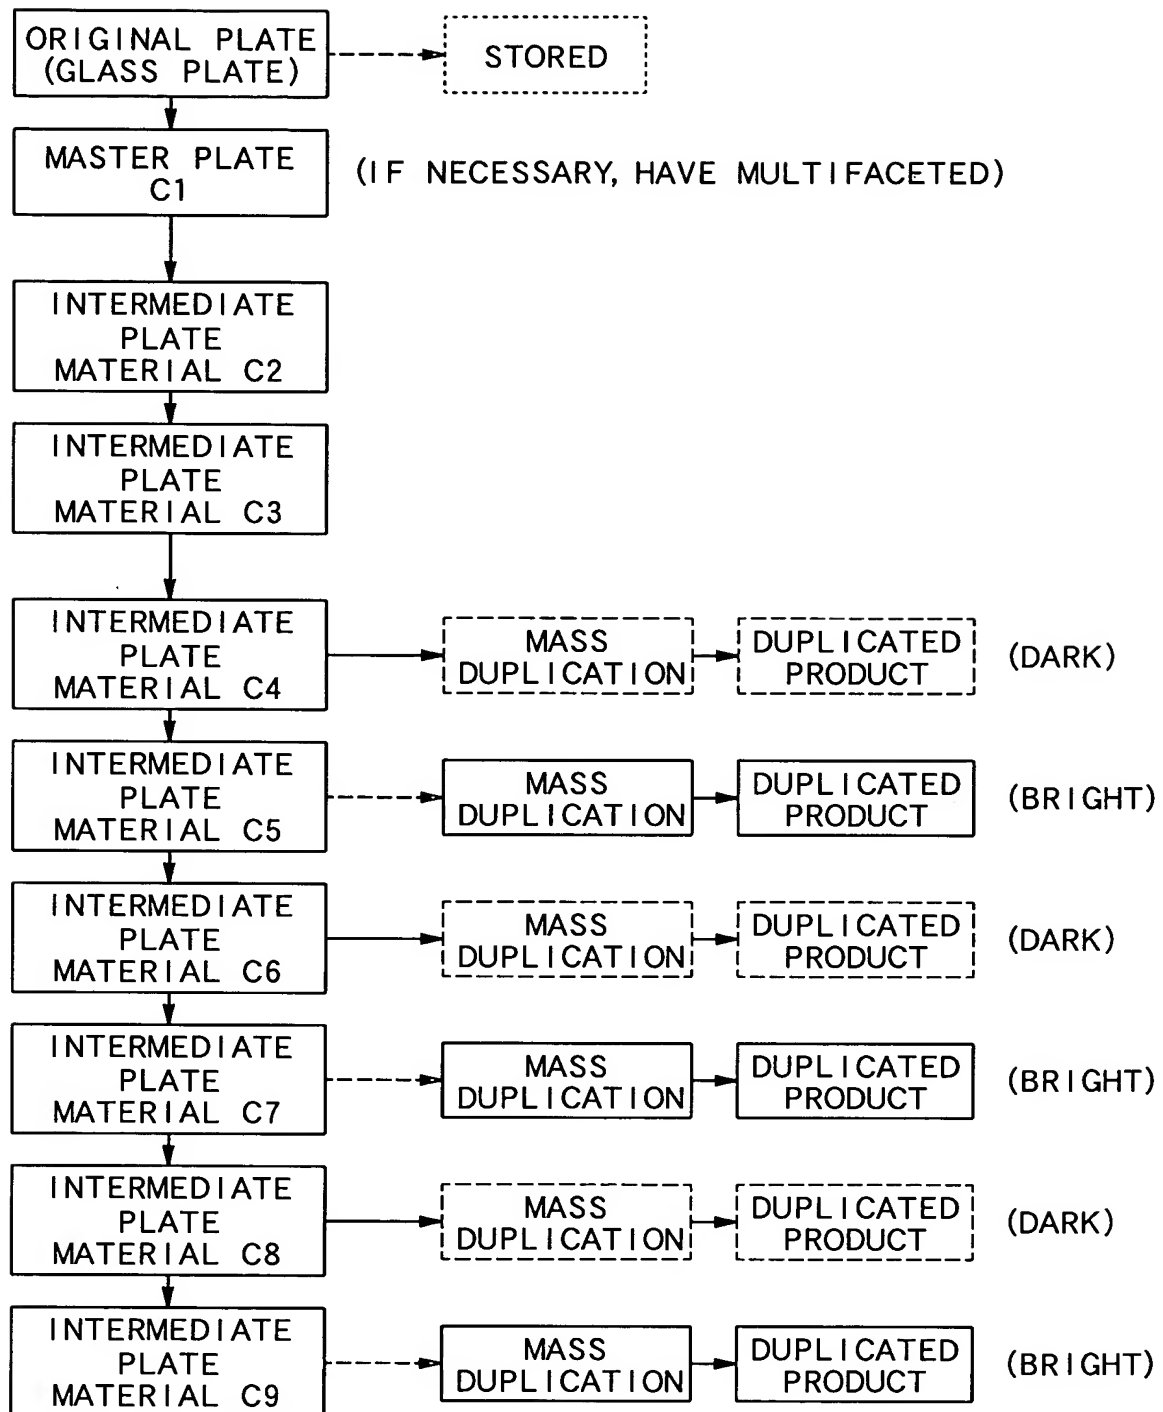 ORIGINAL PLATE
(GLASS PLATE)
STORED
MASTER PLATE
C1
(IF NECESSARY, HAVE MULTIFACETED)
INTERMEDIATE
PLATE
MATERIAL C2
INTERMEDIATE
PLATE
MATERIAL C3
INTERMEDIATE
PLATE
MATERIAL C4
MASS
DUPLICATION
DUPLICATED
PRODUCT
(DARK)
INTERMEDIATE
PLATE
MATERIAL C5
MASS
DUPLICATION
DUPLICATED
PRODUCT
(BRIGHT)
INTERMEDIATE
PLATE
MATERIAL C6
MASS
DUPLICATION
DUPLICATED
PRODUCT
(DARK)
INTERMEDIATE
PLATE
MATERIAL C7
MASS
DUPLICATION
DUPLICATED
PRODUCT
(BRIGHT)
INTERMEDIATE
PLATE
MATERIAL C8
MASS
DUPLICATION
DUPLICATED
PRODUCT
(DARK)
INTERMEDIATE
PLATE
MATERIAL C9
MASS
DUPLICATION
DUPLICATED
PRODUCT
(BRIGHT)